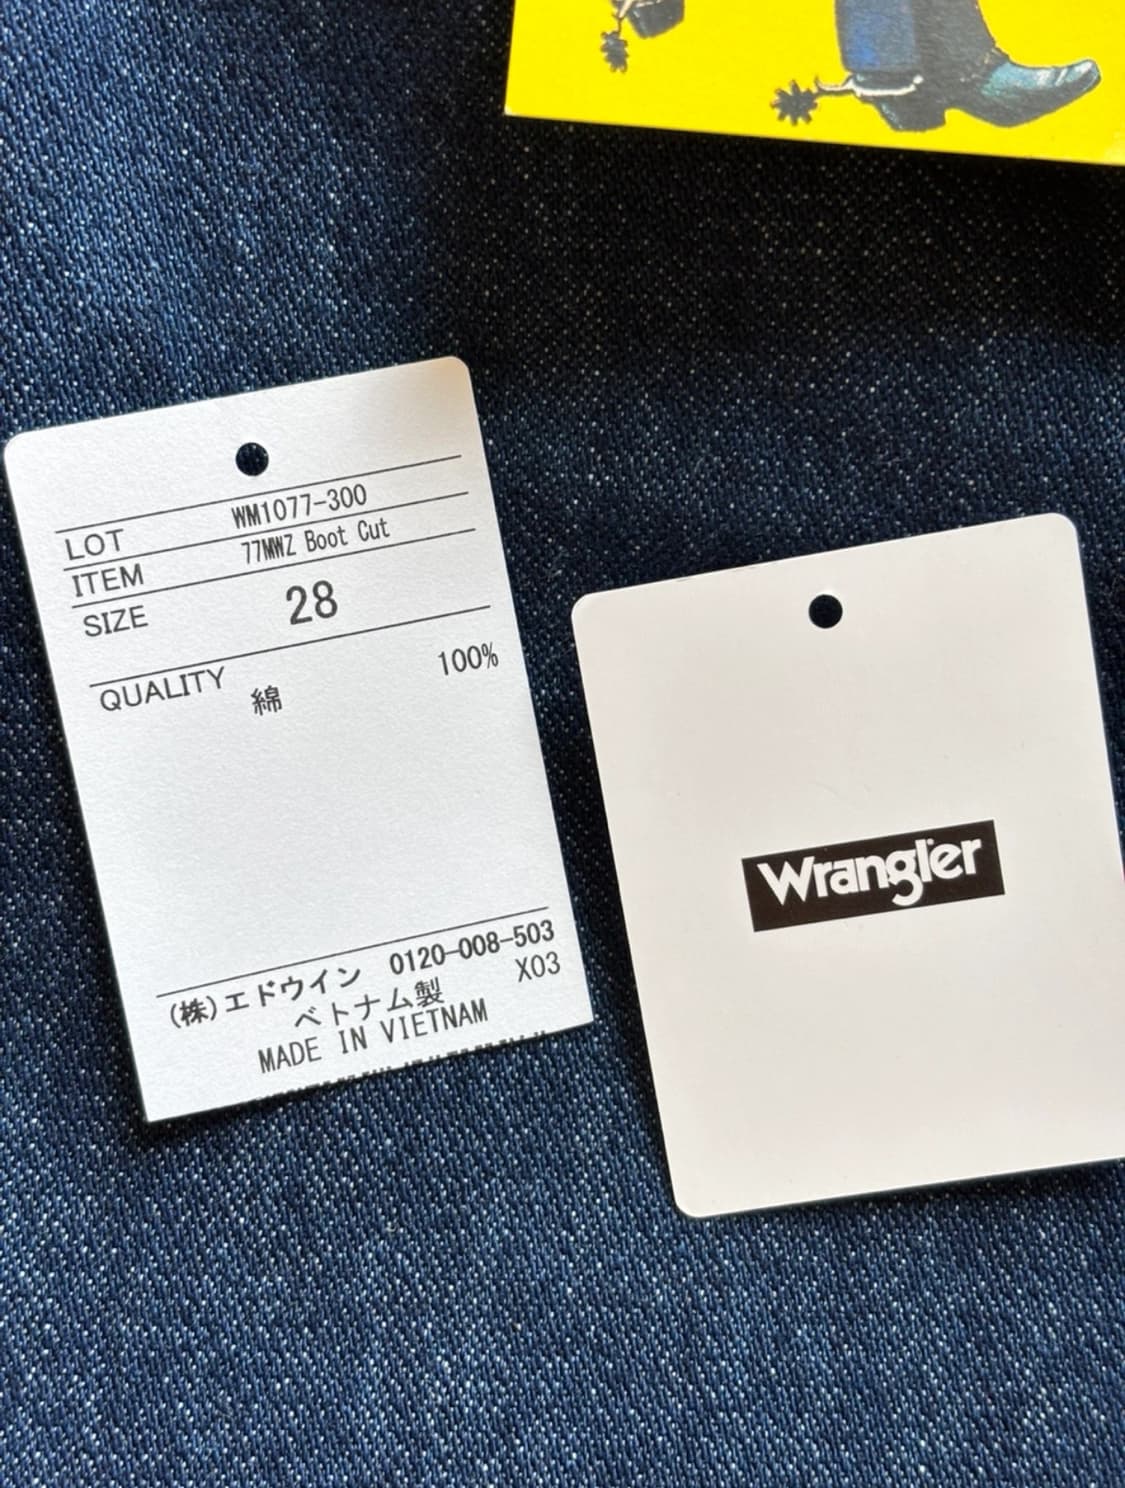 LOT WM1077-300
ITEM 77MWZ Boot Cut
SIZE 28
QUALITY 100%
綿
(株)エドウイン 0120-008-503
ベトナム製 X03
MADE IN VIETNAM
Wrangler